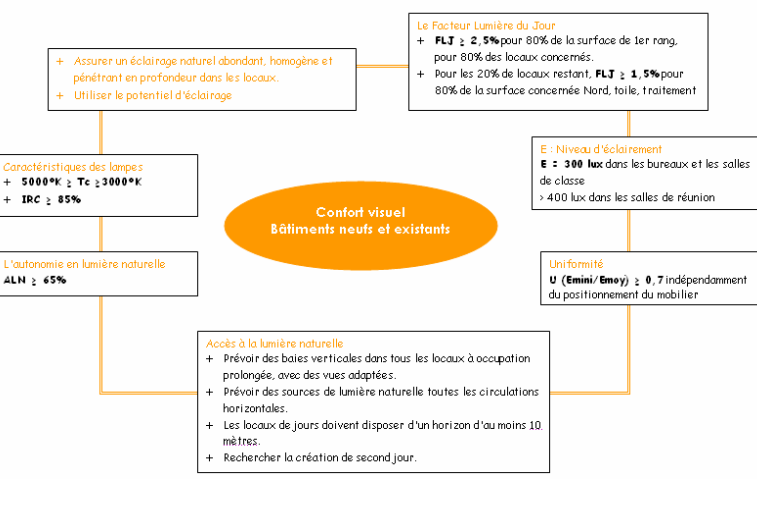 Le Facteur Lumière du Jour
+ FLJ ≥ 2,5% pour 80% de la surface de 1er rang,
pour 80% des locaux concernés.
+ Pour les 20% de locaux restant, FLJ ≥ 1,5% pour
80% de la surface concernée Nord, toile, traitement
+ Assurer un éclairage naturel abondant, homogène et
pénétrant en profondeur dans les locaux.
+ Utiliser le potentiel d'éclairage
E : Niveau d'éclairement
E = 300 lux dans les bureaux et les salles
de classe
> 400 lux dans les salles de réunion
Caractéristiques des lampes
+ 5000°K ≥ Tc ≥3000°K
+ IRC ≥ 85%
Confort visuel
Bâtiments neufs et existants
L'autonomie en lumière naturelle
ALN ≥ 65%
Uniformité
U (Emini/Emoy) ≥ 0,7 indépendamment
du positionnement du mobilier
Accès à la lumière naturelle
+ Prévoir des baies verticales dans tous les locaux à occupation
prolongée, avec des vues adaptées.
+ Prévoir des sources de lumière naturelle toutes les circulations
horizontales.
+ Les locaux de jours doivent disposer d'un horizon d'au moins 10
mètres.
+ Rechercher la création de second jour.